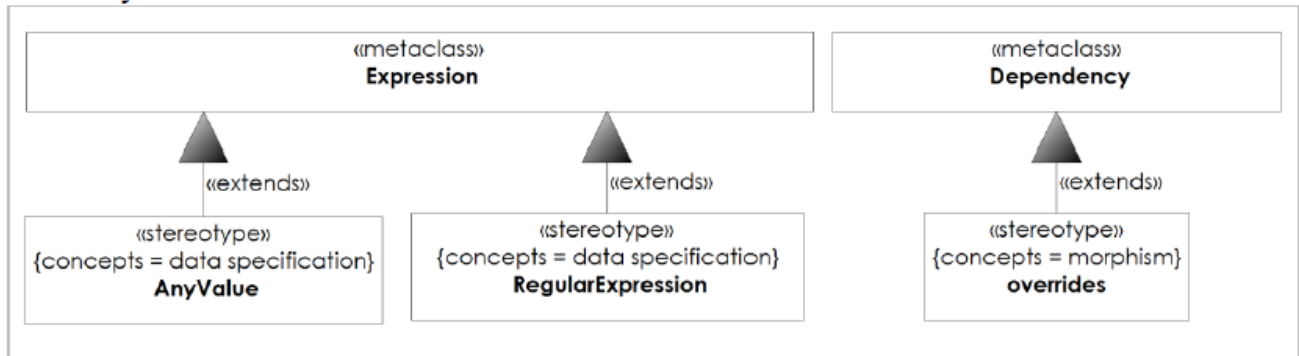 «metaclass»
Expression
«metaclass»
Dependency
«extends»
«extends»
«extends»
«stereotype»
{concepts = data specification}
AnyValue
«stereotype»
{concepts = data specification}
RegularExpression
«stereotype»
{concepts = morphism}
overrides